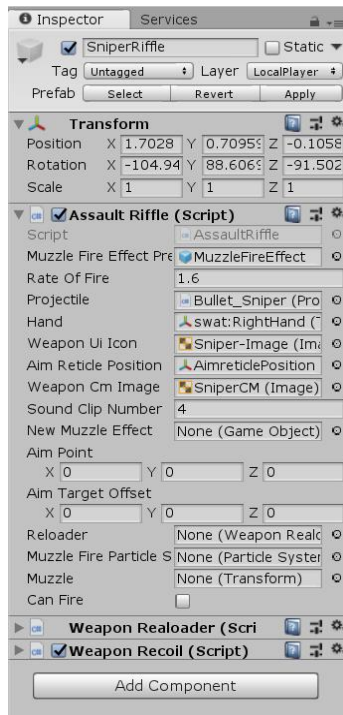 Inspector Services
SniperRiffle Static
Tag Untagged Layer LocalPlayer
Prefab Select Revert Apply
Transform
Position X 1.7028 Y 0.7095 Z -0.1058
Rotation X -104.94 Y 88.606 Z -91.502
Scale X 1 Y 1 Z 1
Assault Riffle (Script)
Script AssaultRiffle
Muzzle Fire Effect Pre MuzzleFireEffect
Rate Of Fire 1.6
Projectile Bullet_Sniper (Pro
Hand swat:RightHand (T
Weapon Ui Icon Sniper-Image (Ima
Aim Reticle Position AimreticlePosition
Weapon Cm Image SniperCM (Image)
Sound Clip Number 4
New Muzzle Effect None (Game Object)
Aim Point
X 0 Y 0 Z 0
Aim Target Offset
X 0 Y 0 Z 0
Reloader None (Weapon Realo
Muzzle Fire Particle S None (Particle System
Muzzle None (Transform)
Can Fire
Weapon Realoader (Scri
Weapon Recoil (Script)
Add Component